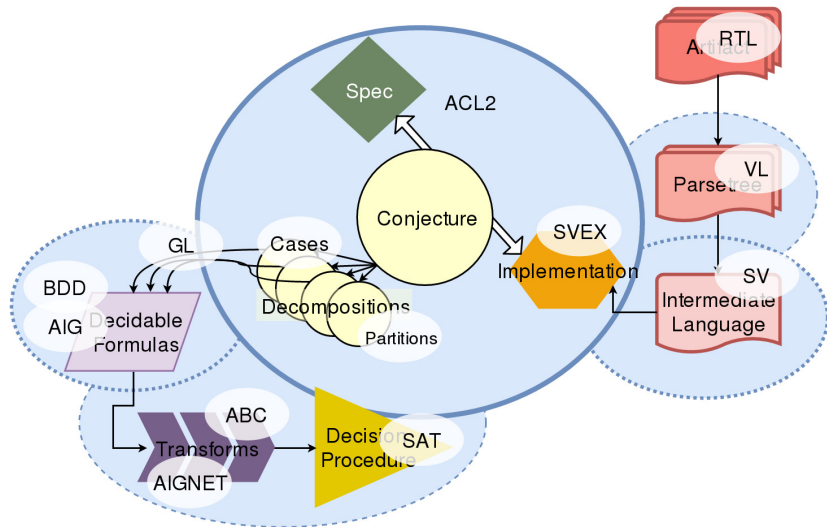 RTL
Artifact
Spec
ACL2
VL
Parsetree
Conjecture
SVEX
Implementation
GL
Cases
SV
Intermediate
Language
BDD
AIG
Decidable
Formulas
Decompositions
Partitions
ABC
Transforms
AIGNET
Decision
Procedure
SAT